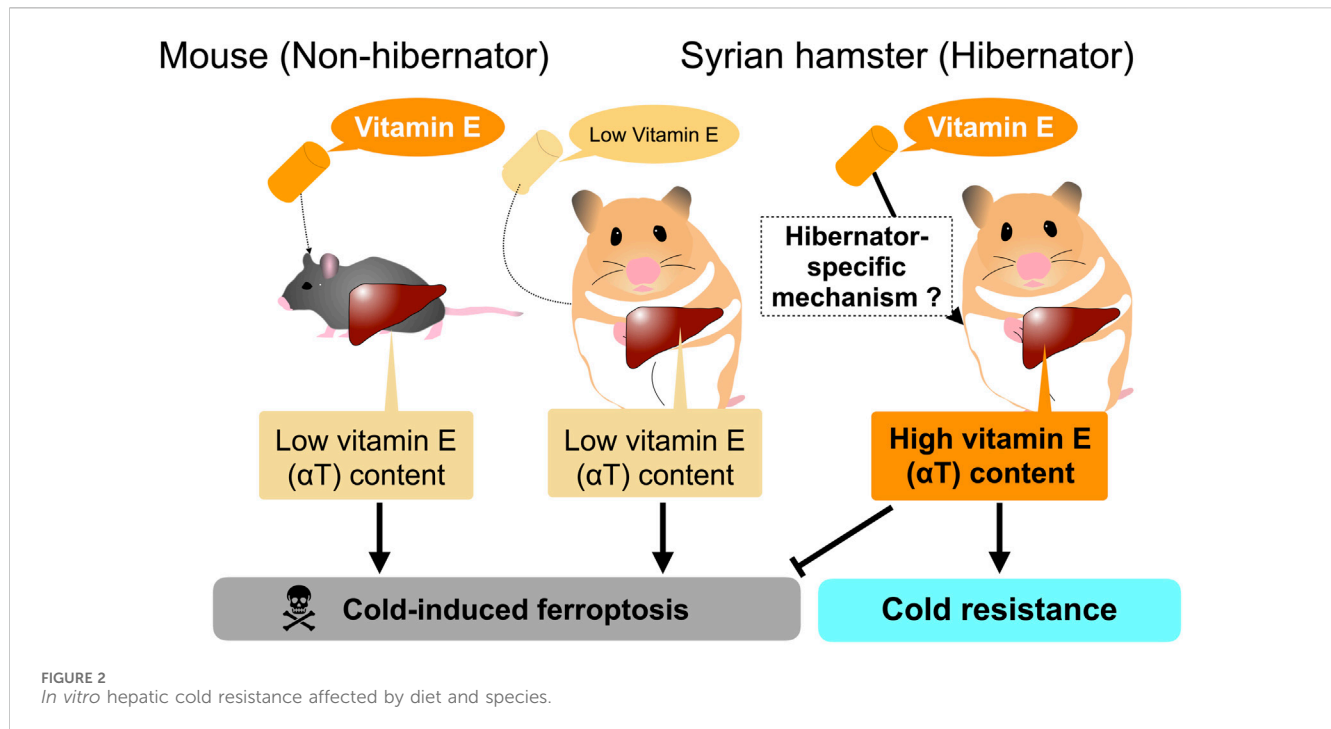 Mouse (Non-hibernator)
Syrian hamster (Hibernator)
Vitamin E
Low Vitamin E
Vitamin E
Hibernator-
specific
mechanism ?
Low vitamin E
(αT) content
Low vitamin E
(αT) content
High vitamin E
(αT) content
Cold-induced ferroptosis
Cold resistance
FIGURE 2
In vitro hepatic cold resistance affected by diet and species.